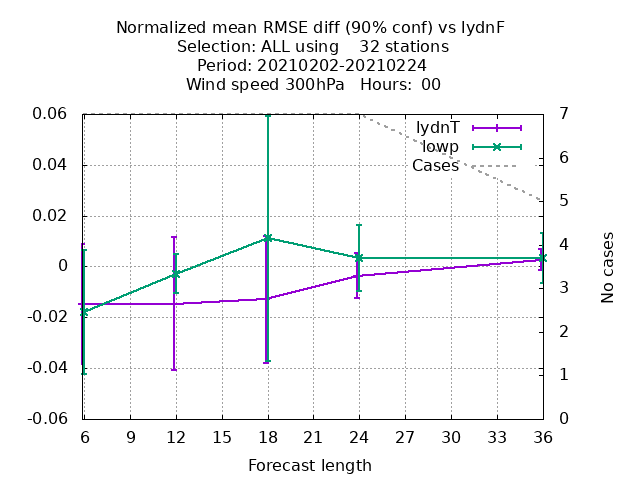 Normalized mean RMSE diff (90% conf) vs lydnF
Selection: ALL using    32 stations
Period: 20210202-20210224
Wind speed 300hPa   Hours:  00
lydnT
lowp
Cases
0.06
0.04
0.02
0
-0.02
-0.04
-0.06
7
6
5
4
3
2
1
0
No cases
6 9 12 15 18 21 24 27 30 33 36
Forecast length